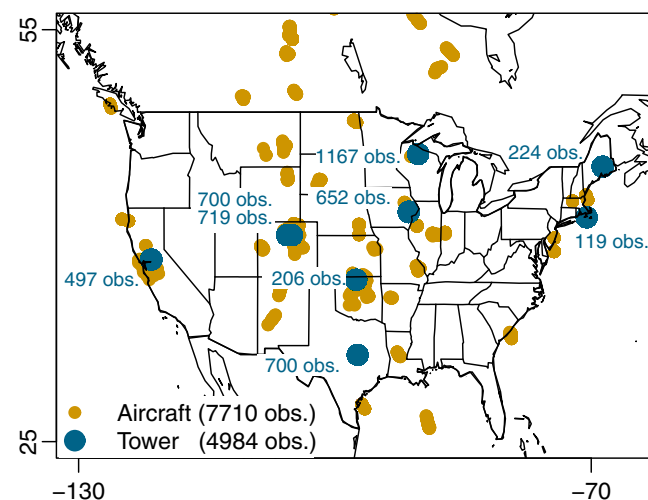 55
1167 obs.
224 obs.
700 obs.
652 obs.
719 obs.
119 obs.
497 obs.
206 obs.
700 obs.
Aircraft (7710 obs.)
Tower (4984 obs.)
25
−130
−70